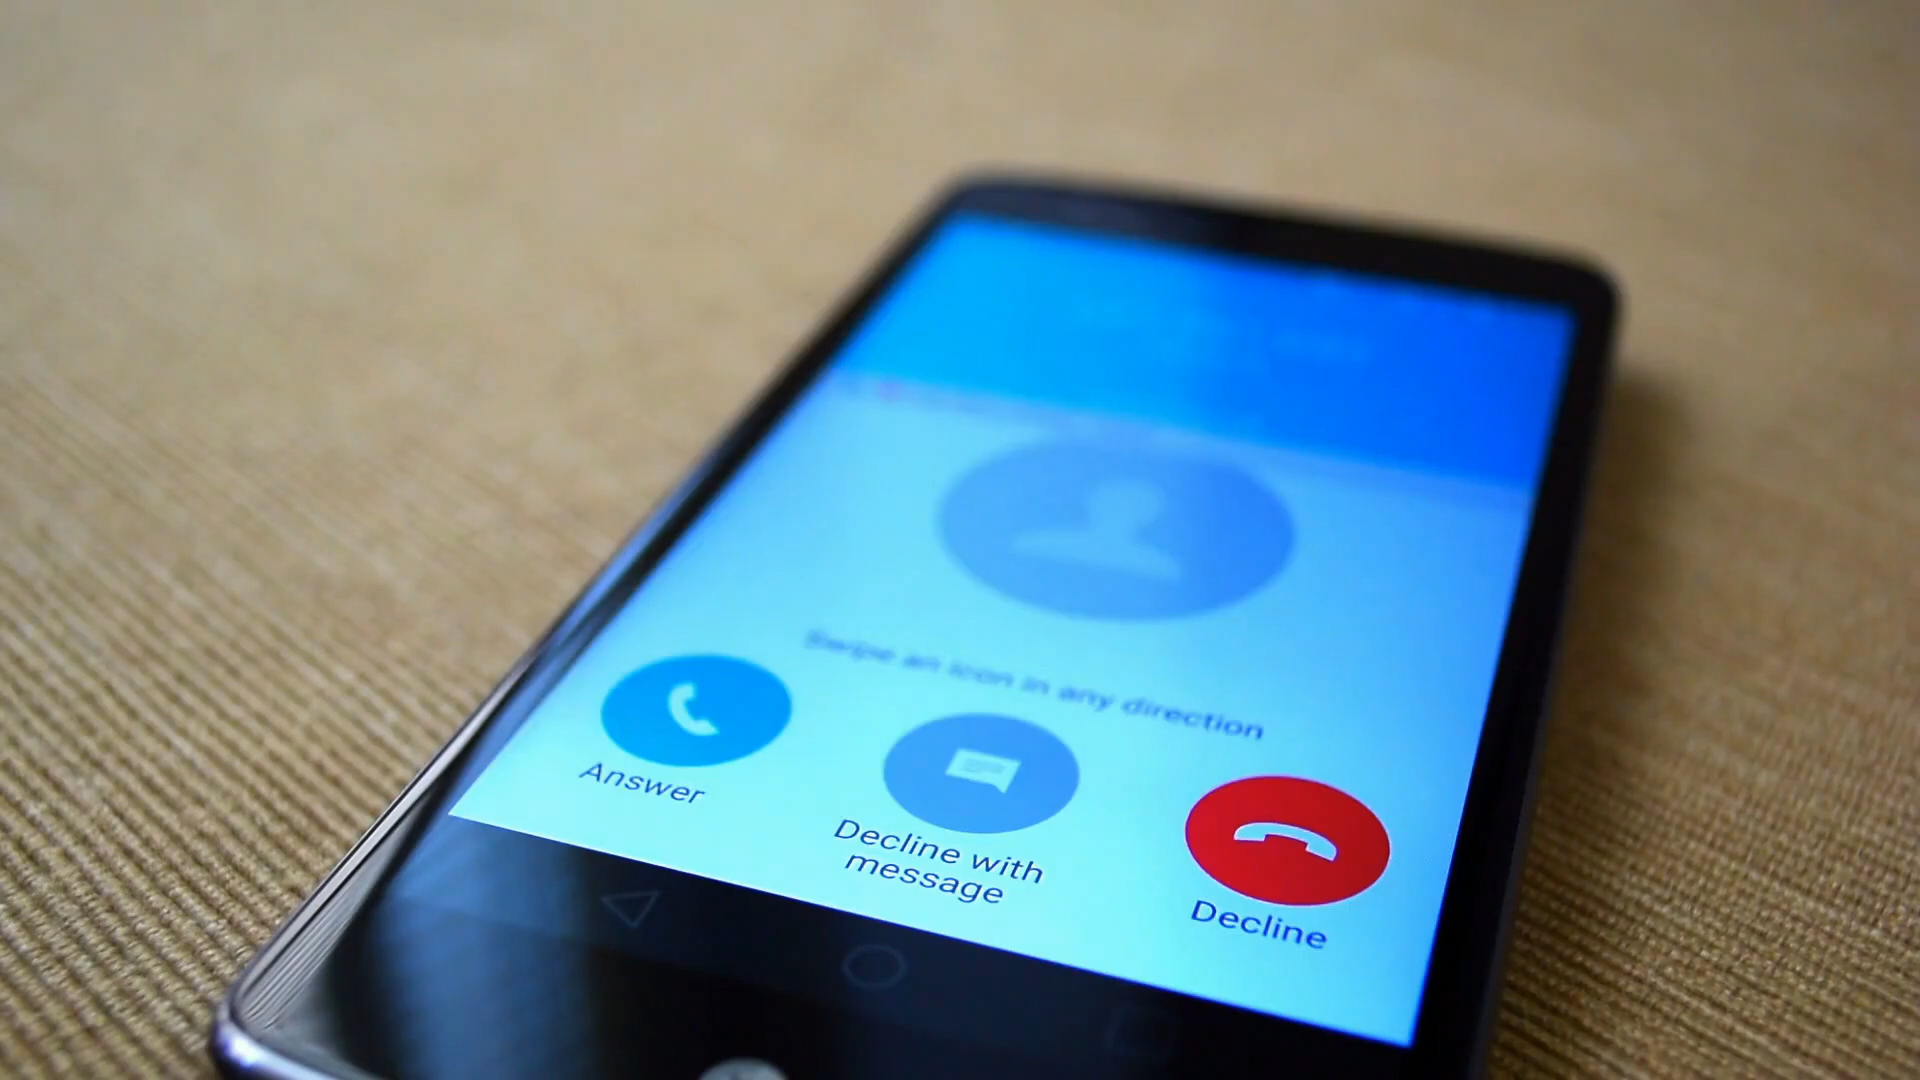 Swipe an icon in any direction
Answer
Decline with
message
Decline